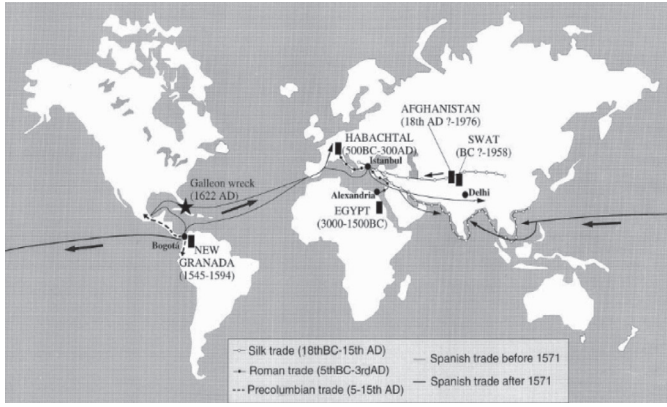 AFGHANISTAN
(18th AD ?-1976)
HABACHTAL
(500BC-300AD)
SWAT
(BC ?-1958)
Istanbul
Galleon wreck
(1622 AD)
Alexandria
Delhi
EGYPT
(3000-1500BC)
Bogotá
NEW
GRANADA
(1545-1594)
Silk trade (18thBC-15th AD)
Roman trade (5thBC-3rdAD)
Precolumbian trade (5-15th AD)
Spanish trade before 1571
Spanish trade after 1571